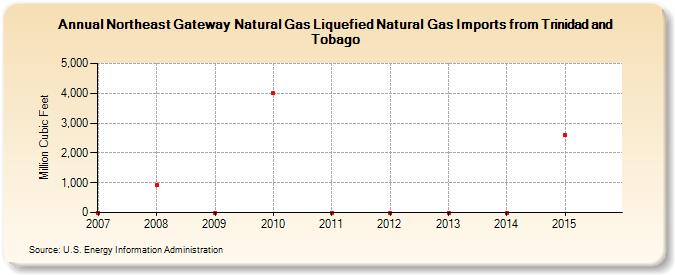 Annual Northeast Gateway Natural Gas Liquefied Natural Gas Imports from Trinidad and
Tobago
Million Cubic Feet
5,000
4,000
3,000
2,000
1,000
0
2007 2008 2009 2010 2011 2012 2013 2014 2015
Source: U.S. Energy Information Administration